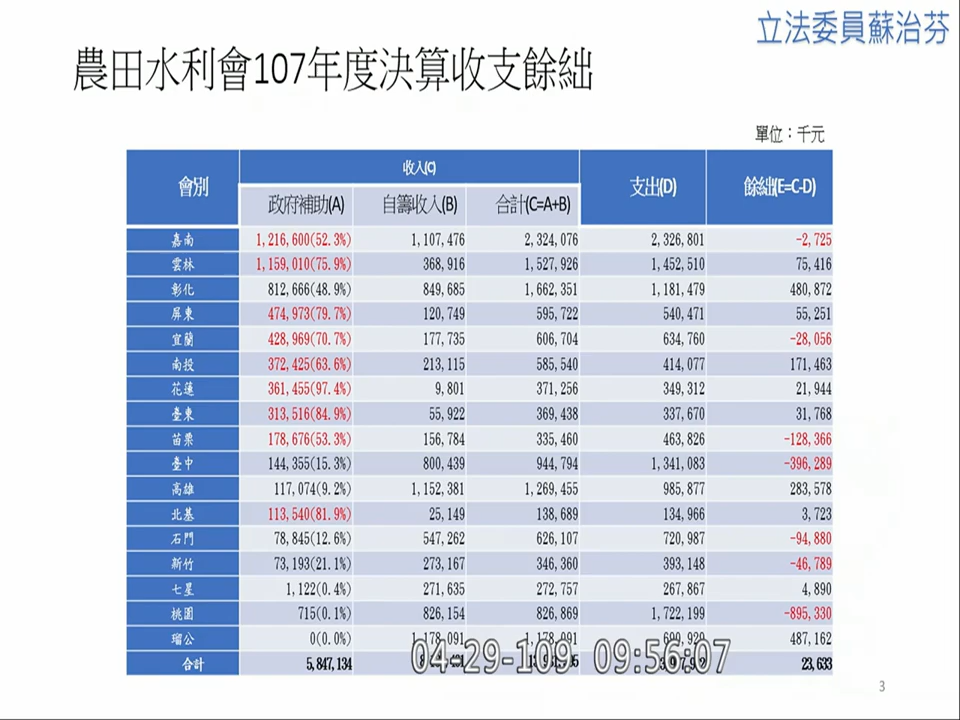 立法委員蘇治芬
農田水利會107年度決算收支餘絀
單位：千元
會別 收入(C) 支出(D) 餘絀(E=C-D)
政府補助(A) 自籌收入(B) 合計(C=A+B)
嘉南 1,216,600(52.3%) 1,107,476 2,324,076 2,326,801 -2,725
雲林 1,159,010(75.9%) 368,916 1,527,926 1,452,510 75,416
彰化 812,666(48.9%) 849,685 1,662,351 1,181,479 480,872
屏東 474,973(79.7%) 120,749 595,722 540,471 55,251
宜蘭 428,969(70.7%) 177,735 606,704 634,760 -28,056
南投 372,425(63.6%) 213,115 585,540 414,077 171,463
花蓮 361,455(97.4%) 9,801 371,256 349,312 21,944
臺東 313,516(84.9%) 55,922 369,438 337,670 31,768
苗栗 178,676(53.3%) 156,784 335,460 463,826 -128,366
臺中 144,355(15.3%) 800,439 944,794 1,341,083 -396,289
高雄 117,074(9.2%) 1,152,381 1,269,455 985,877 283,578
北基 113,540(81.9%) 25,149 138,689 134,966 3,723
石門 78,845(12.6%) 547,262 626,107 720,987 -94,880
新竹 73,193(21.1%) 273,167 346,360 393,148 -46,789
七星 1,122(0.4%) 271,635 272,757 267,867 4,890
桃園 715(0.1%) 826,154 826,869 1,722,199 -895,330
瑠公 0(0.0%) 1,178,091 1,178,091 487,162
合計 5,847,134 23,633
04-29-109 09:56:07
3